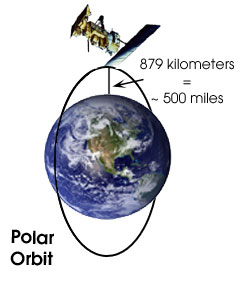 879 kilometers
=
~ 500 miles
Polar
Orbit